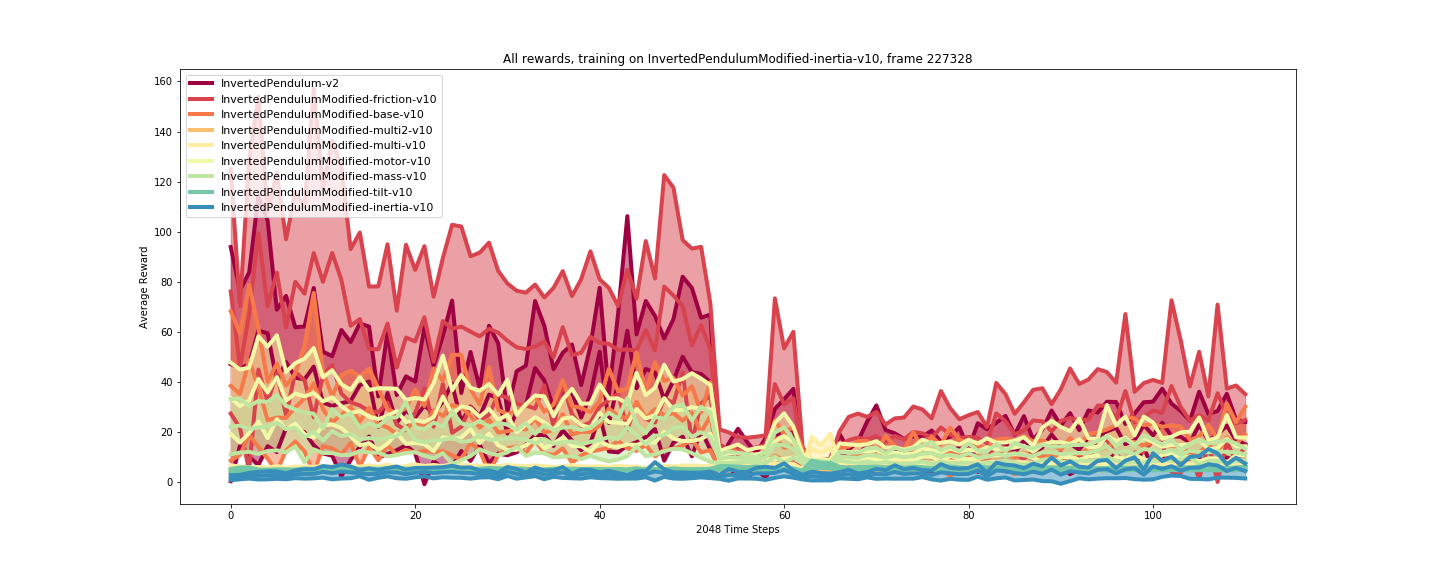 All rewards, training on InvertedPendulumModified-inertia-v10, frame 227328
160
140
120
100
80
60
40
20
0
Average Reward
InvertedPendulum-v2
InvertedPendulumModified-friction-v10
InvertedPendulumModified-base-v10
InvertedPendulumModified-multi2-v10
InvertedPendulumModified-multi-v10
InvertedPendulumModified-motor-v10
InvertedPendulumModified-mass-v10
InvertedPendulumModified-tilt-v10
InvertedPendulumModified-inertia-v10
0 20 40 60 80 100
2048 Time Steps